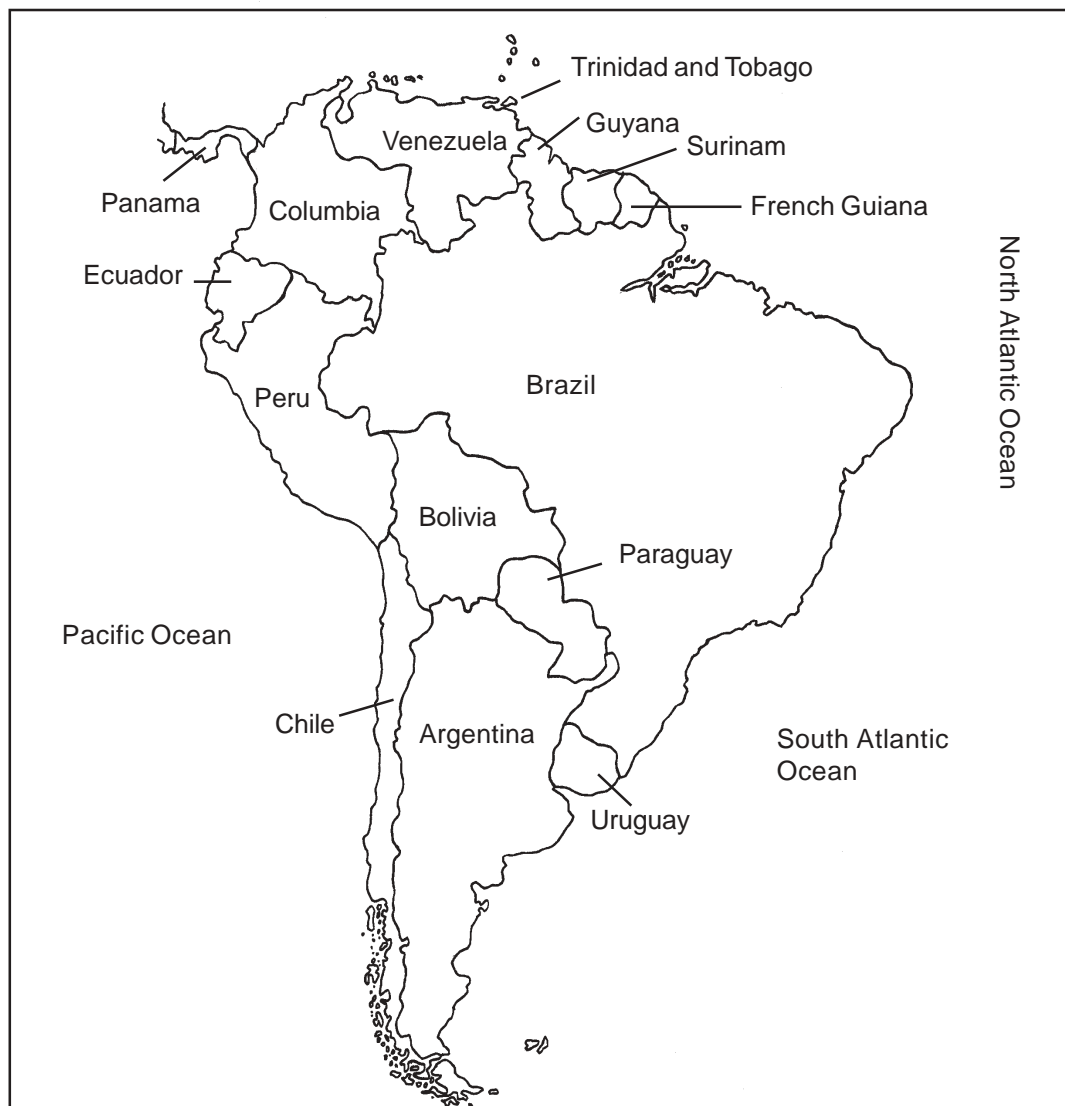 Trinidad and Tobago
Guyana
Venezuela
Surinam
Panama
Columbia
French Guiana
Ecuador
North Atlantic Ocean
Brazil
Peru
Bolivia
Paraguay
Pacific Ocean
Chile
Argentina
South Atlantic
Ocean
Uruguay